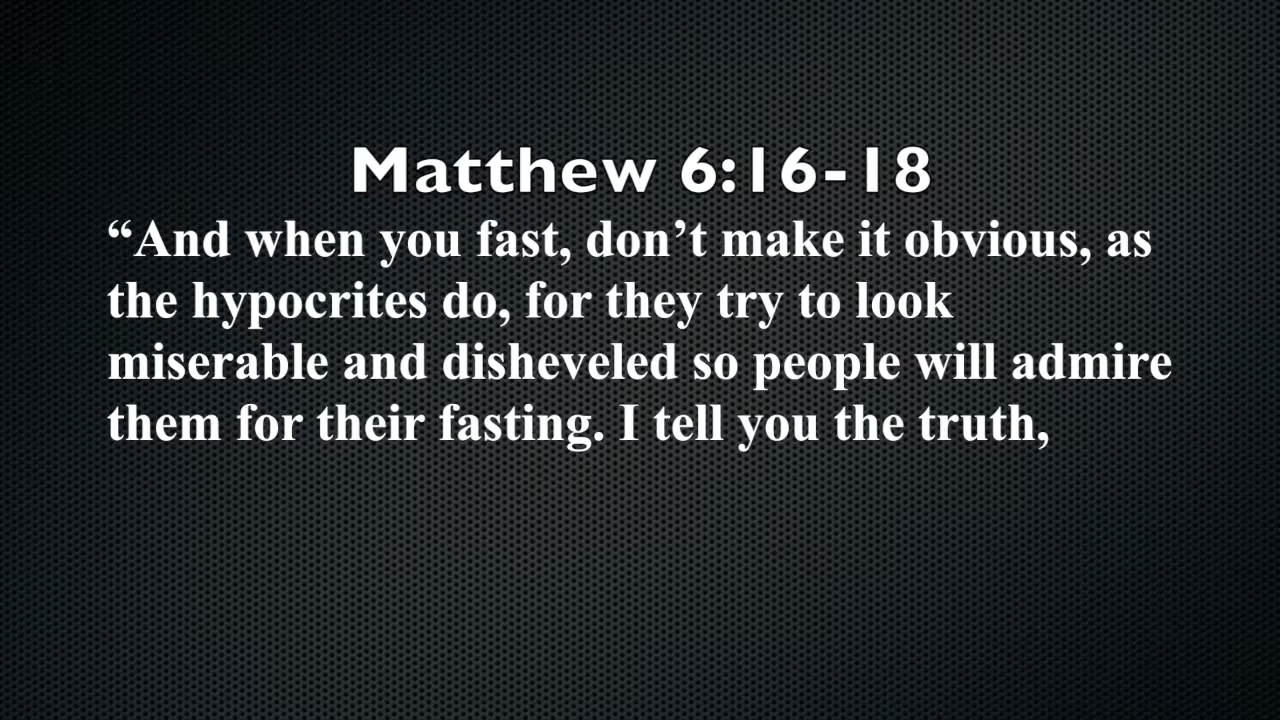 Matthew 6:16-18
“And when you fast, don’t make it obvious, as
the hypocrites do, for they try to look
miserable and disheveled so people will admire
them for their fasting. I tell you the truth,